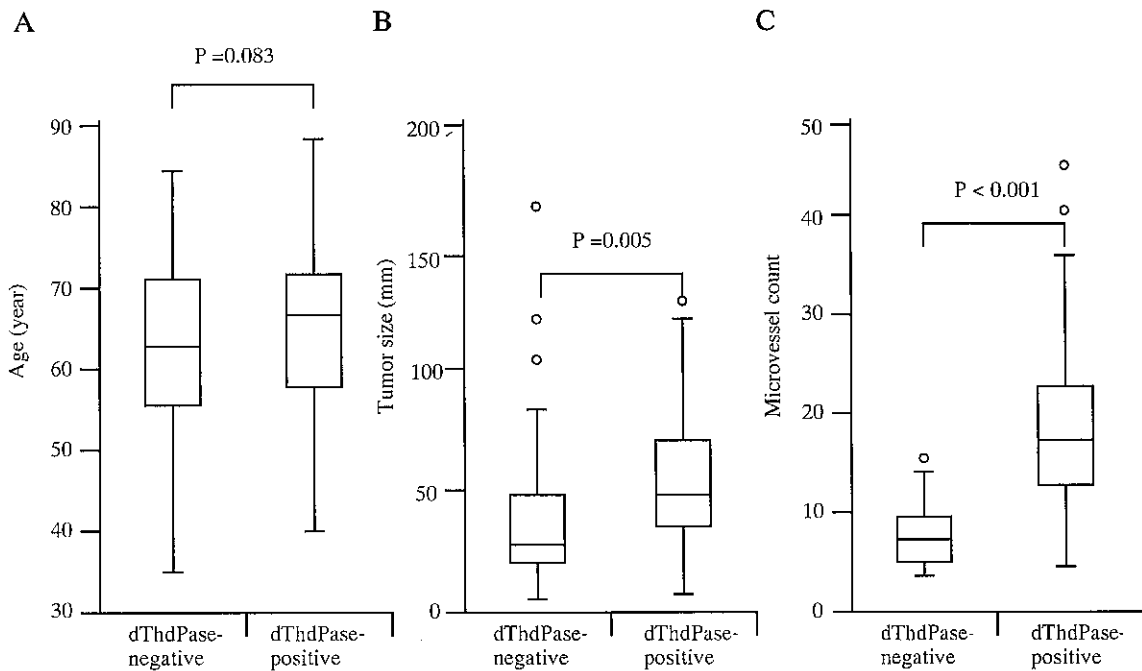 A
P =0.083
Age (year)
90
80
70
60
50
40
30
dThdPase-
negative
dThdPase-
positive
B
P =0.005
Tumor size (mm)
200
150
100
50
0
dThdPase-
negative
dThdPase-
positive
C
P < 0.001
Microvessel count
50
40
30
20
10
0
dThdPase-
negative
dThdPase-
positive